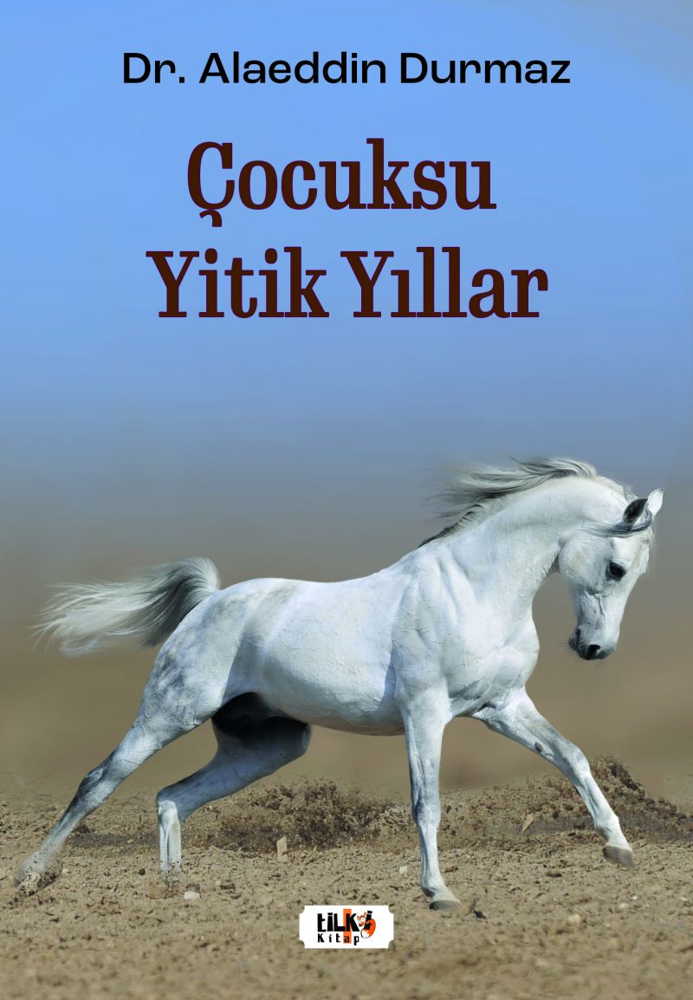 Dr. Alaeddin Durmaz
Çocuksu
Yitik Yıllar
tiLKi
Kitap